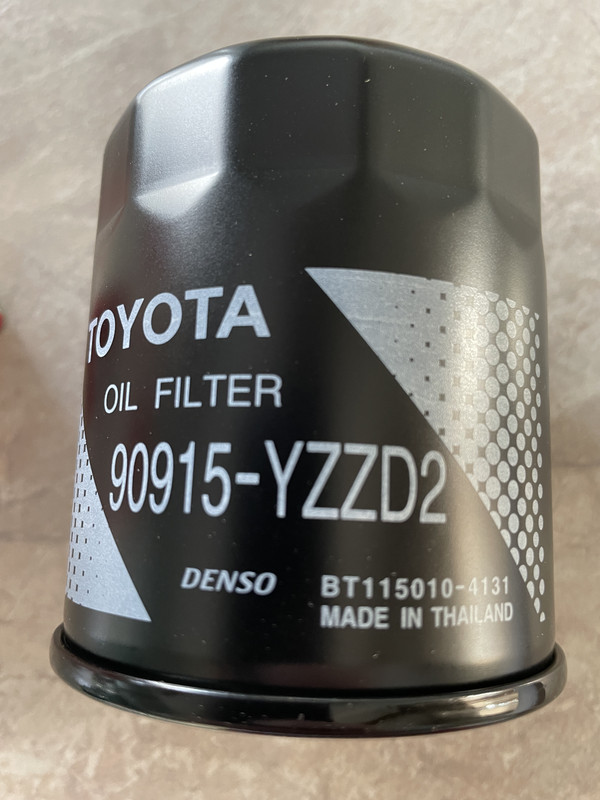 TOYOTA
OIL FILTER
90915-YZZD2
DENSO BT115010-4131
MADE IN THAILAND